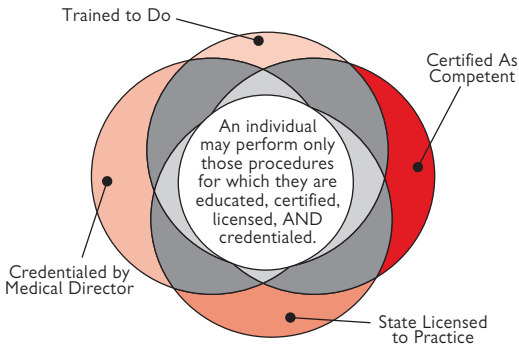 Trained to Do
Certified As
Competent
An individual
may perform only
those procedures
for which they are
educated, certified,
licensed, AND
credentialed.
Credentialed by
Medical Director
State Licensed
to Practice